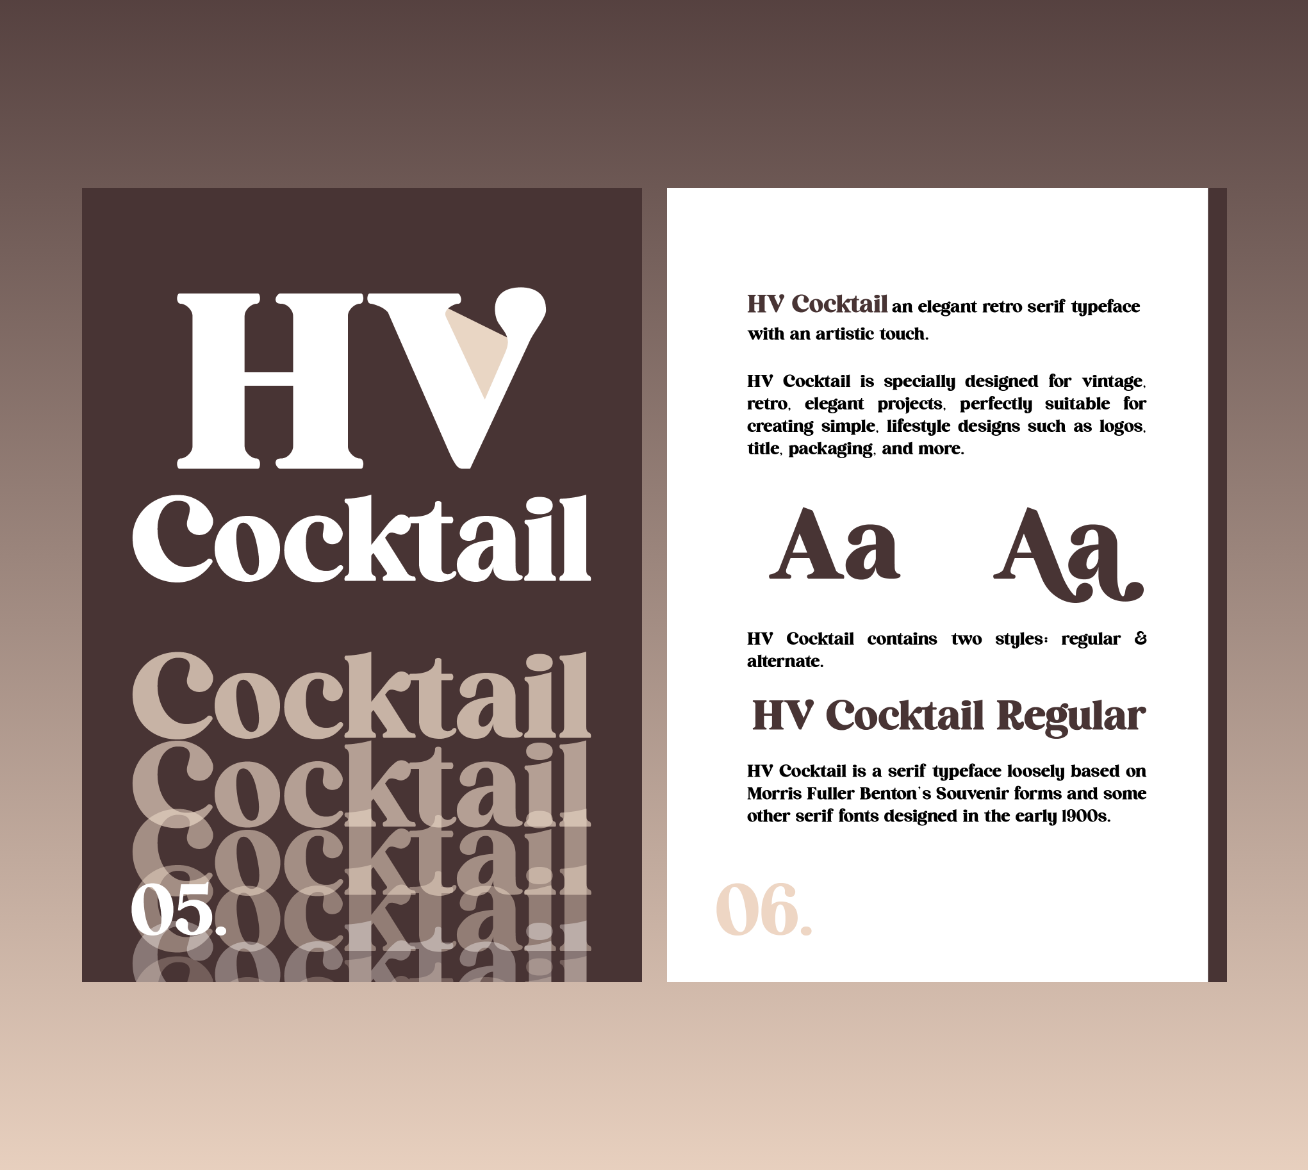 HV
Cocktail
Cocktail
Cocktail
Cocktail
Cocktail
Cocktail
05.
HV Cocktail an elegant retro serif typeface
with an artistic touch.
HV Cocktail is specially designed for vintage,
retro, elegant projects, perfectly suitable for
creating simple, lifestyle designs such as logos,
title, packaging, and more.
Aa Aa
HV Cocktail contains two styles: regular &
alternate.
HV Cocktail Regular
HV Cocktail is a serif typeface loosely based on
Morris Fuller Benton's Souvenir forms and some
other serif fonts designed in the early 1900s.
06.